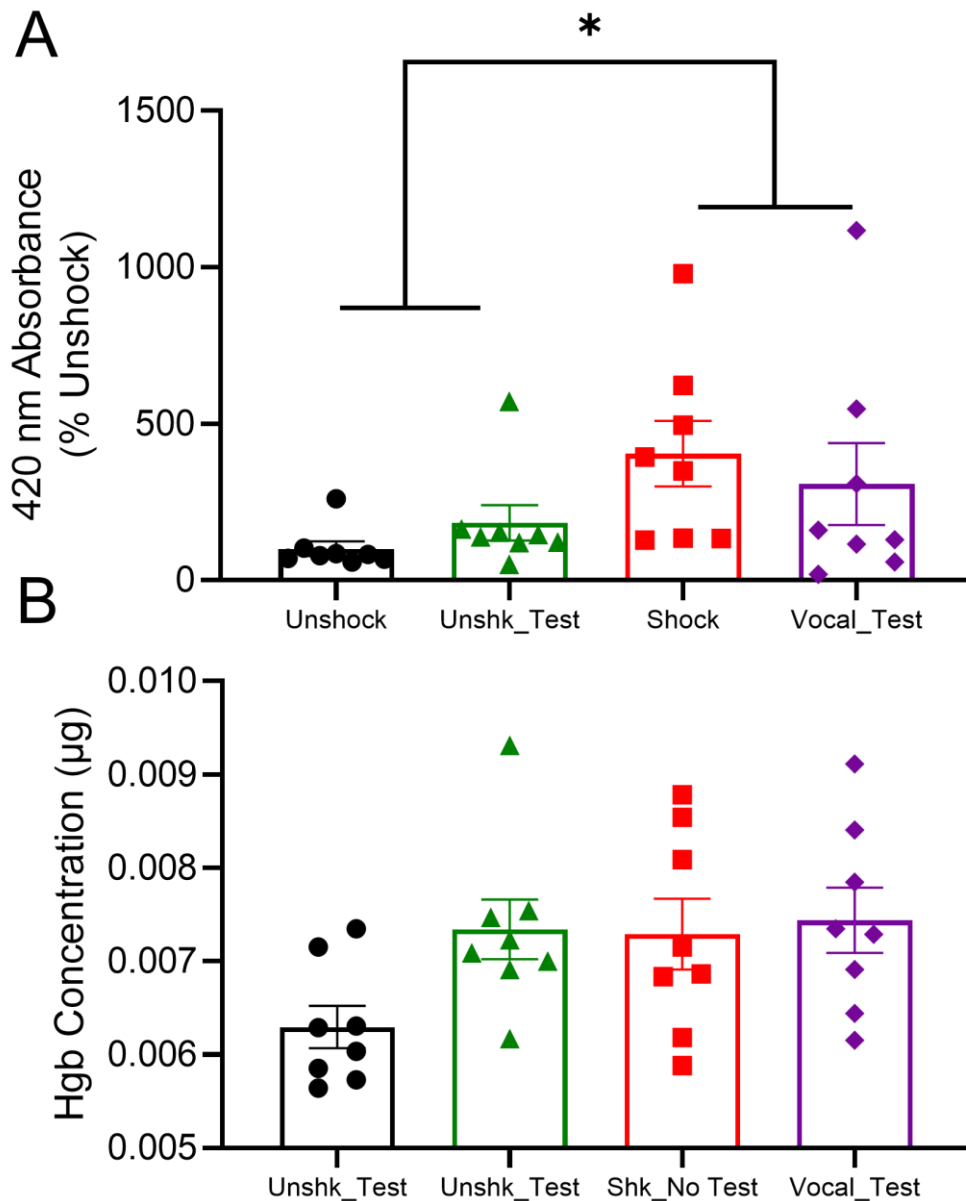 A
*
420 nm Absorbance
(% Unshock)
1500
1000
500
0
Unshock Unshk_Test Shock Vocal_Test
B
Hgb Concentration (µg)
0.010
0.009
0.008
0.007
0.006
0.005
Unshk_Test Unshk_Test Shk_No Test Vocal_Test